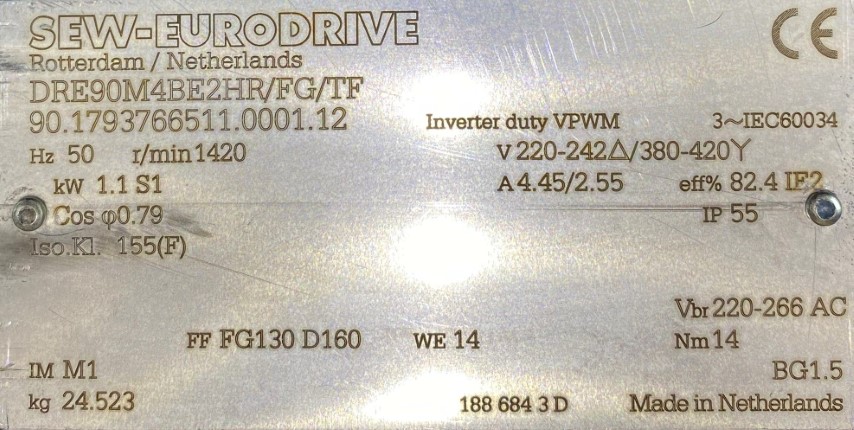 SEW-EURODRIVE CE
Rotterdam / Netherlands
DRE90M4BE2HR/FG/TF
90.1793766511.0001.12 Inverter duty VPWM 3~IEC60034
Hz 50 r/min 1420 V 220-242△/380-420Y
kW 1.1 S1 A 4.45/2.55 eff% 82.4 IE2
Cos φ0.79 IP 55
Iso.Kl. 155(F)
Vbr 220-266 AC
FF FG130 D160 WE 14 Nm 14
IM M1 BG1.5
kg 24.523 188 684 3 D Made in Netherlands